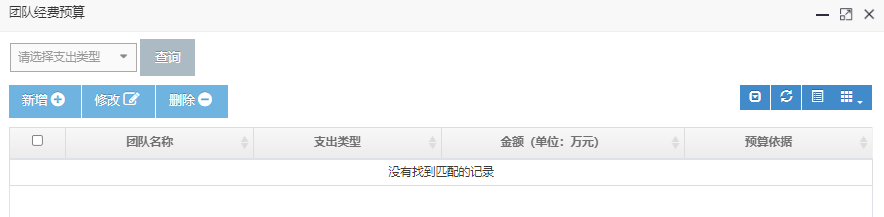 团队经费预算
请选择支出类型 查询
新增 修改 删除
团队名称 支出类型 金额（单位：万元） 预算依据
没有找到匹配的记录